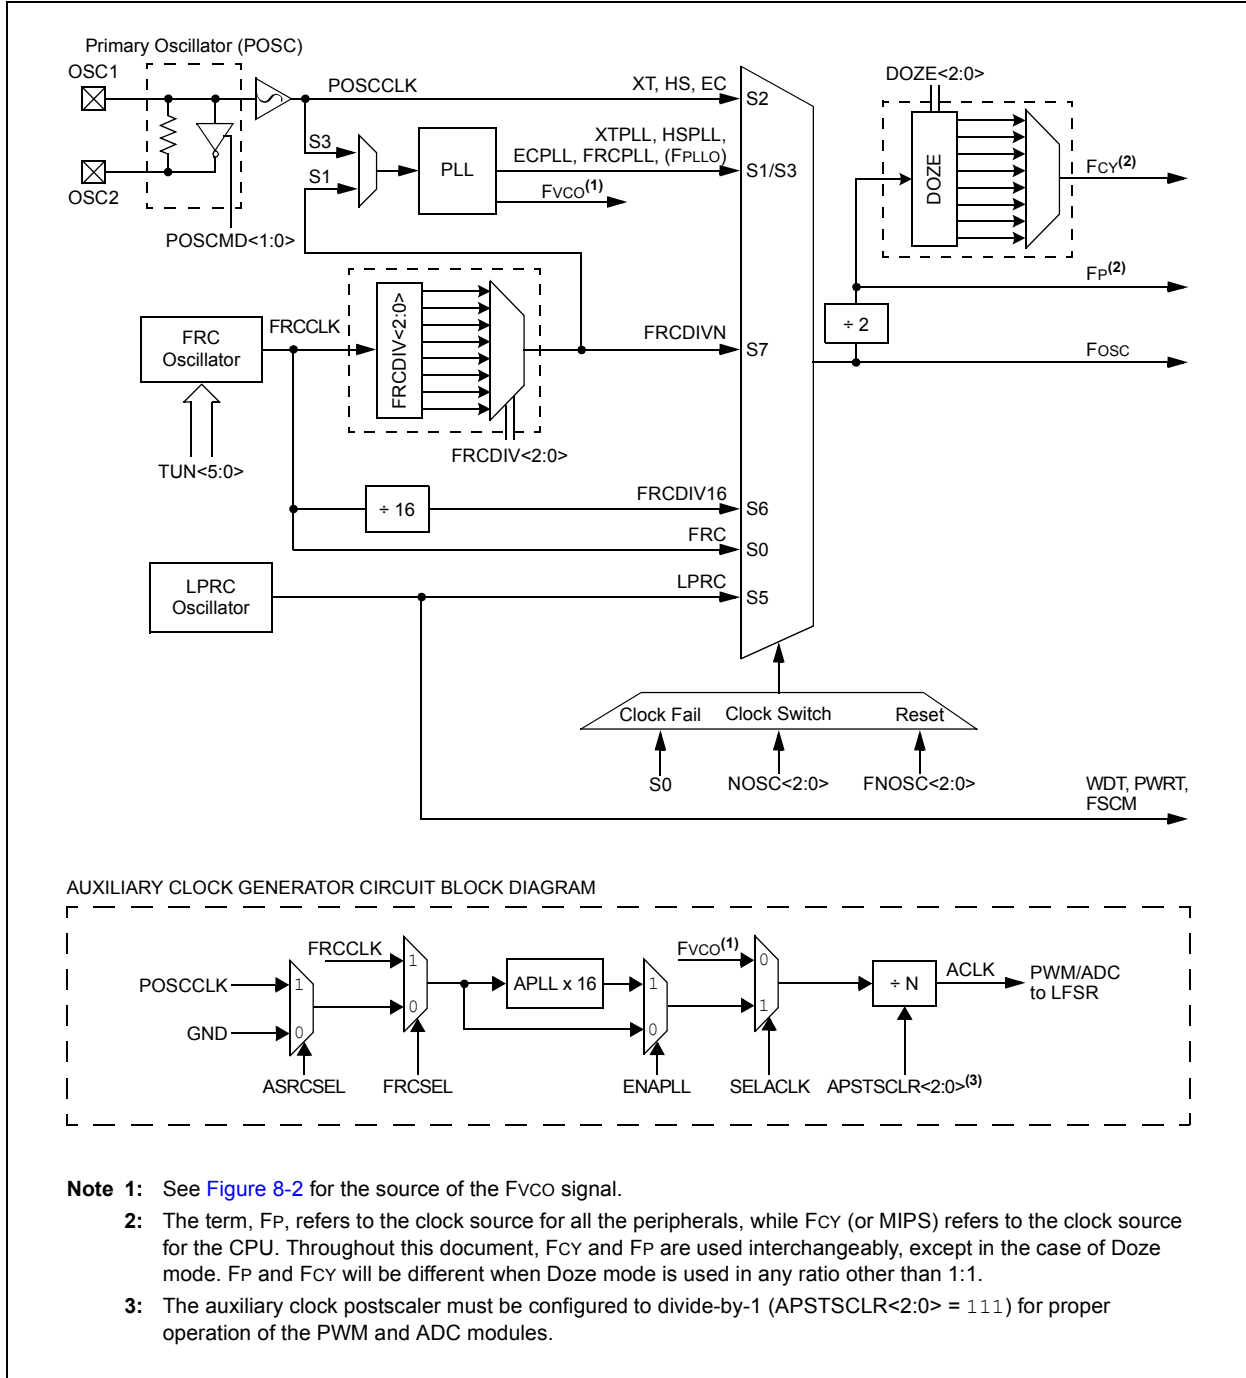 Primary Oscillator (POSC)
OSC1
OSC2
POSCMD<1:0>
POSCCLK
S3
S1
PLL
XT, HS, EC
XTPLL, HSPLL,
ECPLL, FRCPLL, (FPLLO)
FVCO(1)
S2
S1/S3
DOZE<2:0>
DOZE
FCY(2)
FP(2)
÷ 2
FOSC
FRC
Oscillator
TUN<5:0>
FRCCLK
FRCDIV<2:0>
FRCDIV<2:0>
FRCDIVN
S7
÷ 16
FRCDIV16
S6
FRC
S0
LPRC
Oscillator
LPRC
S5
Clock Fail
Clock Switch
Reset
S0
NOSC<2:0>
FNOSC<2:0>
WDT, PWRT,
FSCM
AUXILIARY CLOCK GENERATOR CIRCUIT BLOCK DIAGRAM
POSCCLK
GND
1
0
ASRCSEL
FRCCLK
1
0
FRCSEL
APLL x 16
1
0
ENAPLL
FVCO(1)
0
1
SELACLK
÷ N
APSTSCLR<2:0>(3)
ACLK
PWM/ADC
to LFSR
Note 1: See Figure 8-2 for the source of the FVCO signal.
2: The term, FP, refers to the clock source for all the peripherals, while FCY (or MIPS) refers to the clock source
for the CPU. Throughout this document, FCY and FP are used interchangeably, except in the case of Doze
mode. FP and FCY will be different when Doze mode is used in any ratio other than 1:1.
3: The auxiliary clock postscaler must be configured to divide-by-1 (APSTSCLR<2:0> = 111) for proper
operation of the PWM and ADC modules.